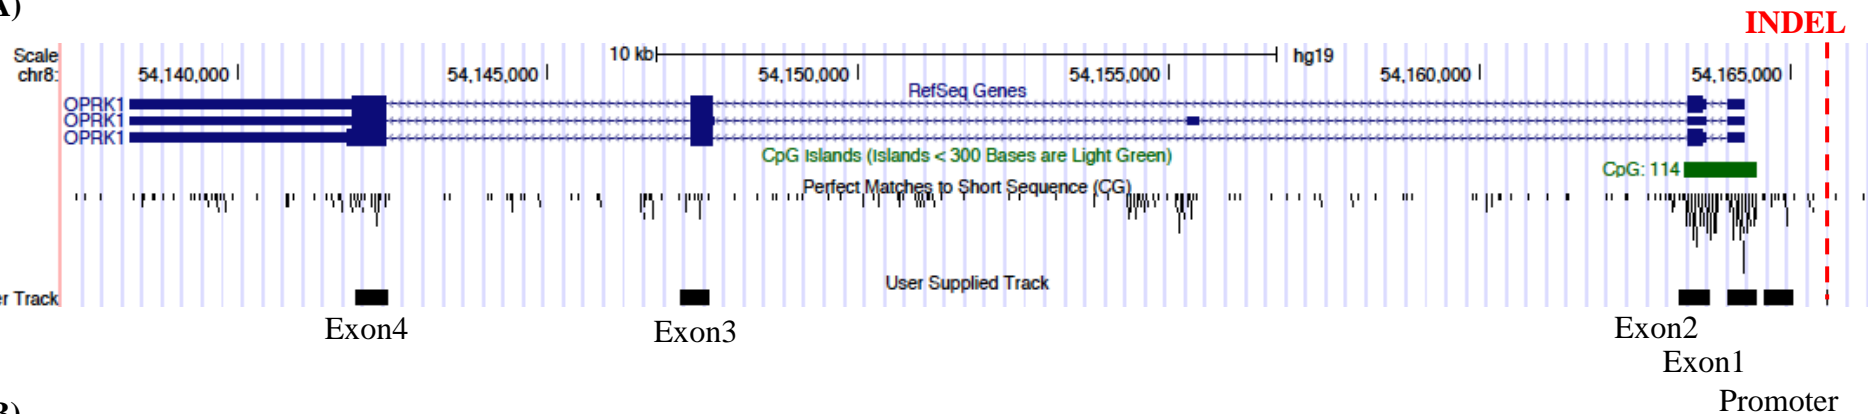 A)
INDEL
Scale 10 kb hg19
chr8: 54,140,000 54,145,000 54,150,000 54,155,000 54,160,000 54,165,000
RefSeq Genes
OPRK1
OPRK1
OPRK1
CpG Islands (Islands < 300 Bases are Light Green)
CpG: 114
Perfect Matches to Short Sequence (CG)
User Supplied Track
er Track
Exon4 Exon3 Exon2
Exon1
Promoter
B)